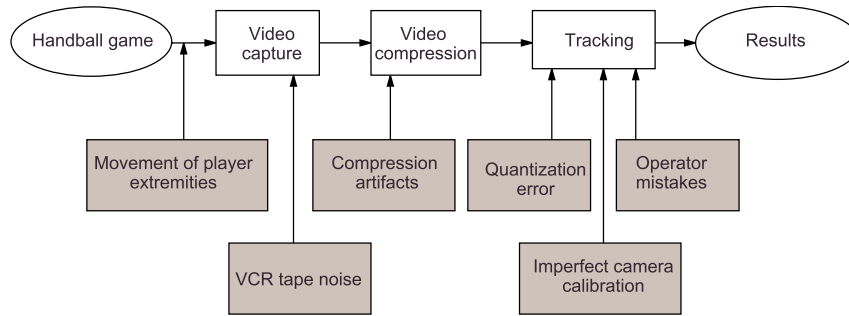 Handball game
Video
capture
Video
compression
Tracking
Results
Movement of player
extremities
Compression
artifacts
Quantization
error
Operator
mistakes
VCR tape noise
Imperfect camera
calibration